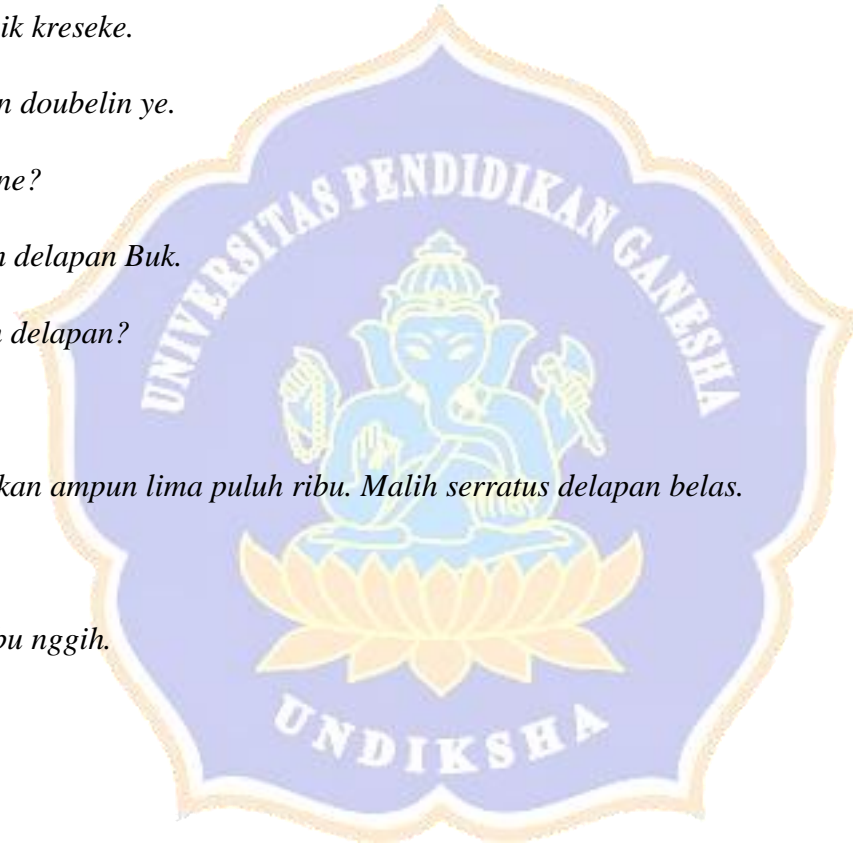 ik kreseke.
n doubelin ye.
ne?
n delapan Buk.
n delapan?
kan ampun lima puluh ribu. Malih serratus delapan belas.
bu nggih.
UNIVERSITAS PENDIDIKAN GANESHA
UNDIKSHA